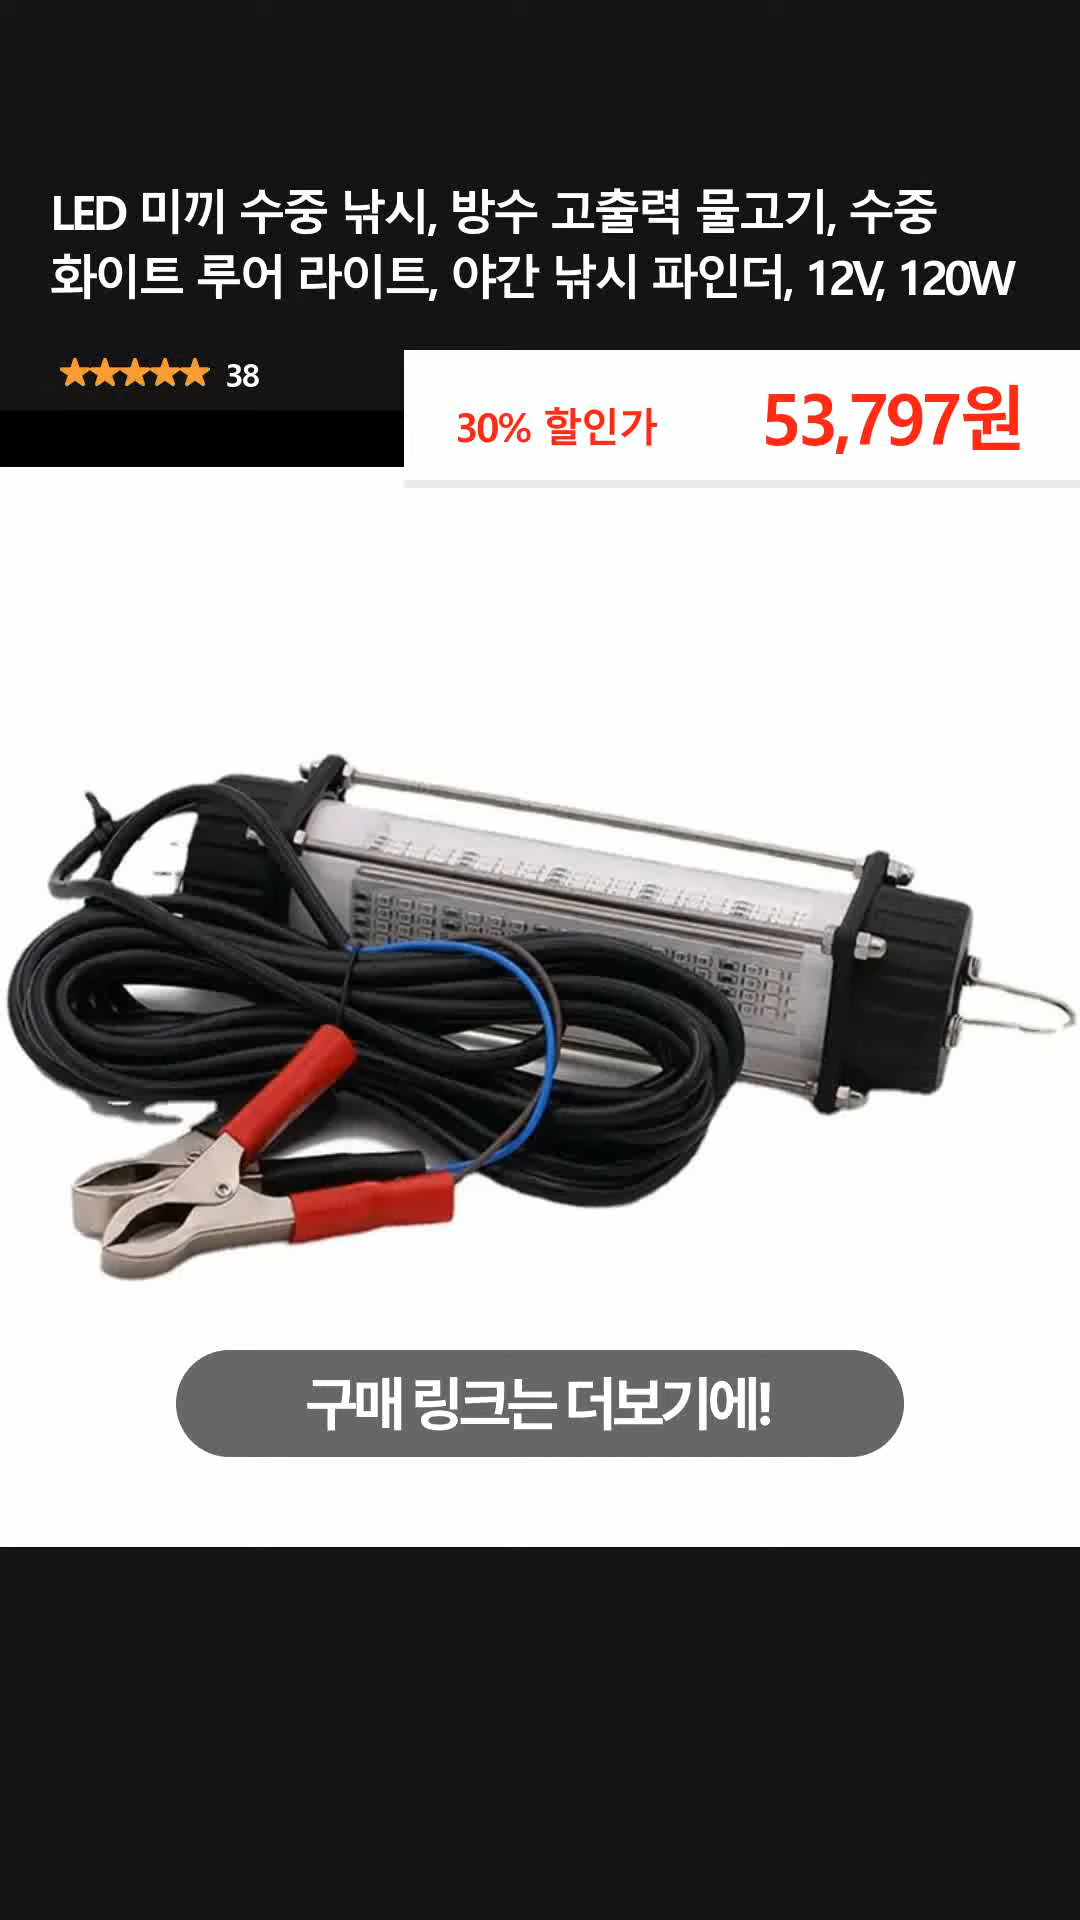 LED 미끼 수중 낚시, 방수 고출력 물고기, 수중
화이트 루어 라이트, 야간 낚시 파인더, 12V, 120W
38
30% 할인가 53,797원
구매 링크는 더보기에!